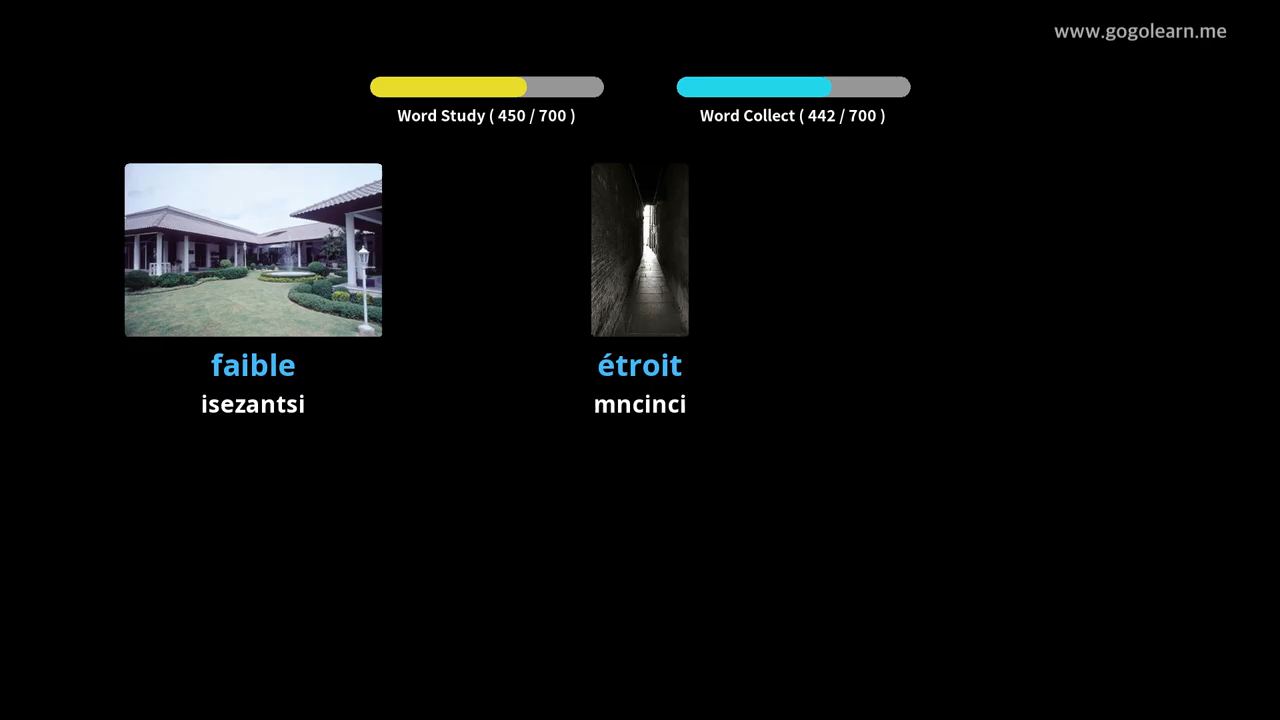 www.gogolearn.me
Word Study ( 450 / 700 )
Word Collect ( 442 / 700 )
faible
étroit
isezantsi
mncinci